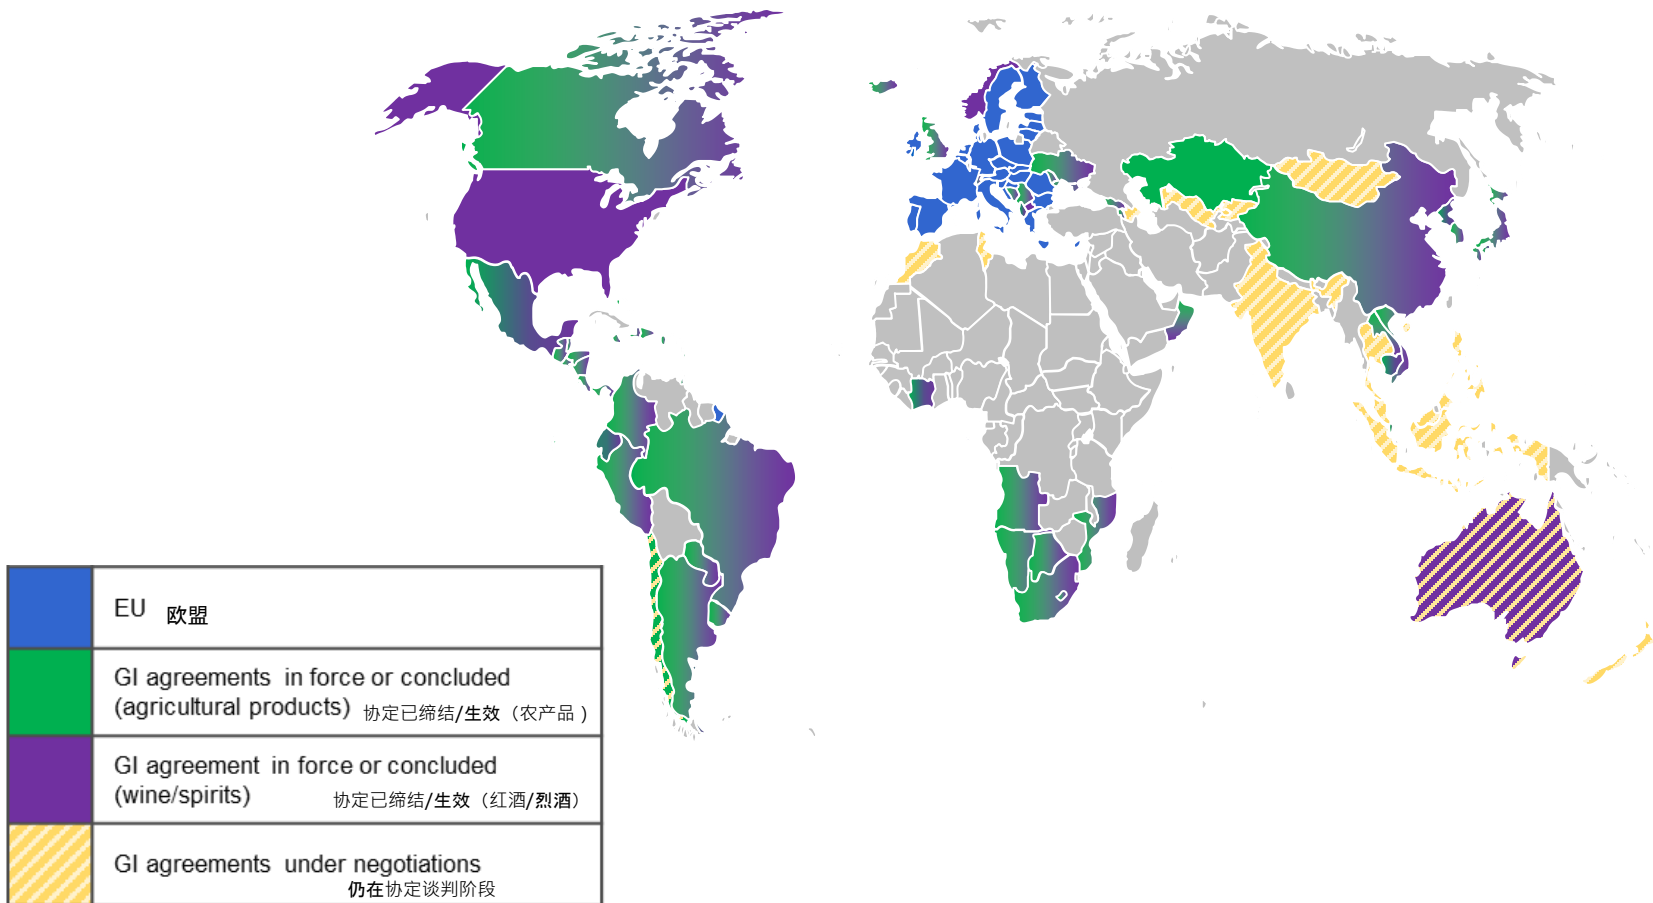 EU 欧盟
GI agreements in force or concluded
(agricultural products) 协定已缔结/生效（农产品 )
GI agreement in force or concluded
(wine/spirits) 协定已缔结/生效（红酒/烈酒）
GI agreements under negotiations
仍在协定谈判阶段